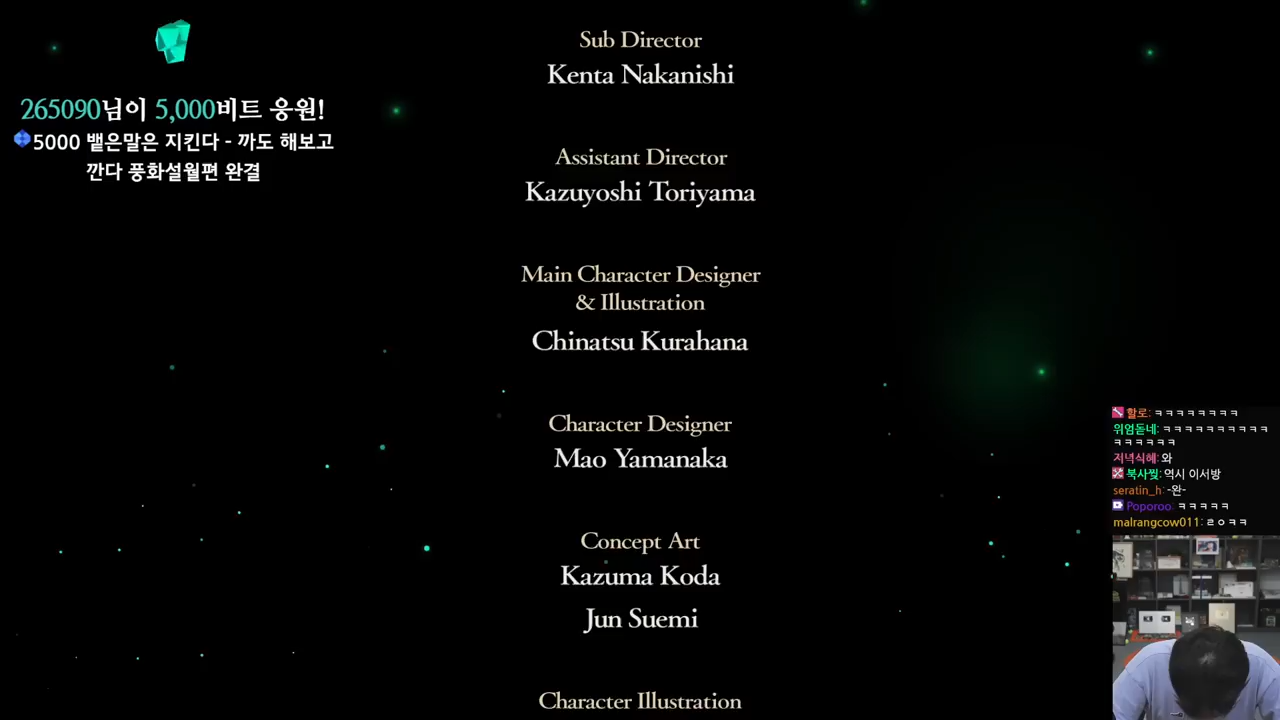 265090님이 5,000비트 응원!
5000 뱉은말은 지킨다 - 까도 해보고
깐다 풍화설월편 완결
Sub Director
Kenta Nakanishi
Assistant Director
Kazuyoshi Toriyama
Main Character Designer
& Illustration
Chinatsu Kurahana
Character Designer
Mao Yamanaka
Concept Art
Kazuma Koda
Jun Suemi
Character Illustration
할로: ㅋㅋㅋㅋㅋㅋㅋㅋ
위엄돋네: ㅋㅋㅋㅋㅋㅋㅋㅋㅋㅋ
ㅋㅋㅋㅋㅋㅋ
저녁식혜: 와
북사찢: 역시 이서방
seratin_h: -완-
Poporoo: ㅋㅋㅋㅋㅋ
malrangcow011: ㄹㅇㅋㅋ